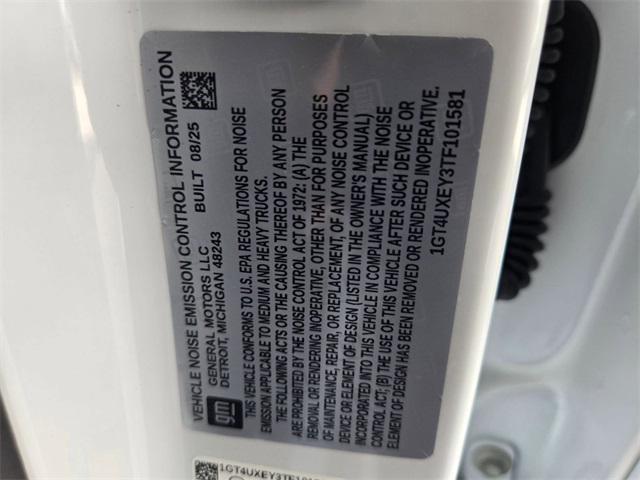 VEHICLE NOISE EMISSION CONTROL INFORMATION
GENERAL MOTORS LLC
DETROIT, MICHIGAN 48243
BUILT 08/25
gm
THIS VEHICLE CONFORMS TO U.S. EPA REGULATIONS FOR NOISE
EMISSION APPLICABLE TO MEDIUM AND HEAVY TRUCKS.
THE FOLLOWING ACTS OR THE CAUSING THEREOF BY ANY PERSON
ARE PROHIBITED BY THE NOISE CONTROL ACT OF 1972: (A) THE
REMOVAL OR RENDERING INOPERATIVE, OTHER THAN FOR PURPOSES
OF MAINTENANCE, REPAIR, OR REPLACEMENT, OF ANY NOISE CONTROL
DEVICE OR ELEMENT OF DESIGN (LISTED IN THE OWNER'S MANUAL)
INCORPORATED INTO THIS VEHICLE IN COMPLIANCE WITH THE NOISE
CONTROL ACT; (B) THE USE OF THIS VEHICLE AFTER SUCH DEVICE OR
ELEMENT OF DESIGN HAS BEEN REMOVED OR RENDERED INOPERATIVE.
1GT4UXEY3TF101581